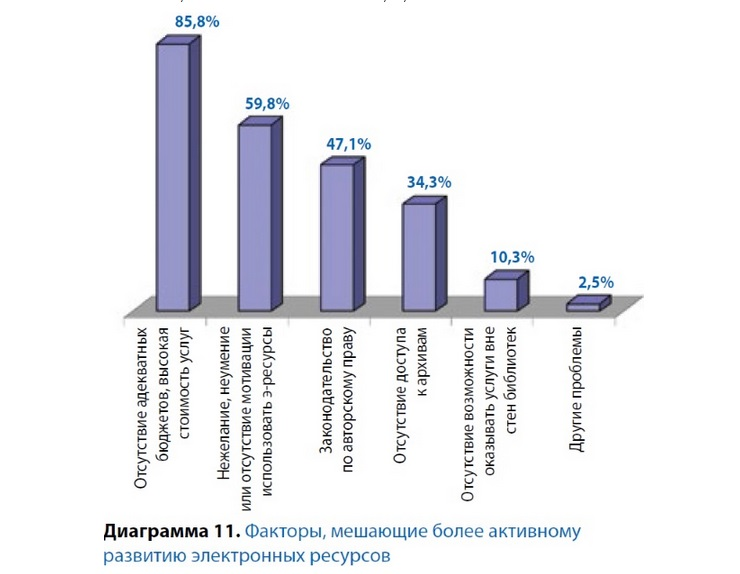 85,8%
59,8%
47,1%
34,3%
10,3%
2,5%
Отсутствие адекватных
бюджетов, высокая
стоимость услуг
Нежелание, неумение
или отсутствие мотивации
использовать э-ресурсы
Законодательство
по авторскому праву
Отсутствие доступа
к архивам
Отсутствие возможности
оказывать услуги вне
стен библиотек
Другие проблемы
Диаграмма 11. Факторы, мешающие более активному
развитию электронных ресурсов